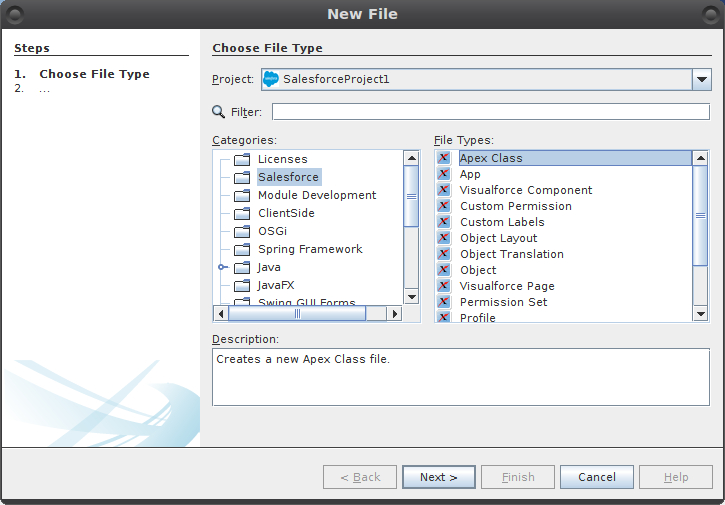 New File
Steps
1. Choose File Type
2. ...
Choose File Type
Project: SalesforceProject1
Filter:
Categories:
Licenses
Salesforce
Module Development
ClientSide
OSGi
Spring Framework
Java
JavaFX
Swing GUI Forms
File Types:
Apex Class
App
Visualforce Component
Custom Permission
Custom Labels
Object Layout
Object Translation
Object
Visualforce Page
Permission Set
Profile
Description:
Creates a new Apex Class file.
< Back
Next >
Finish
Cancel
Help